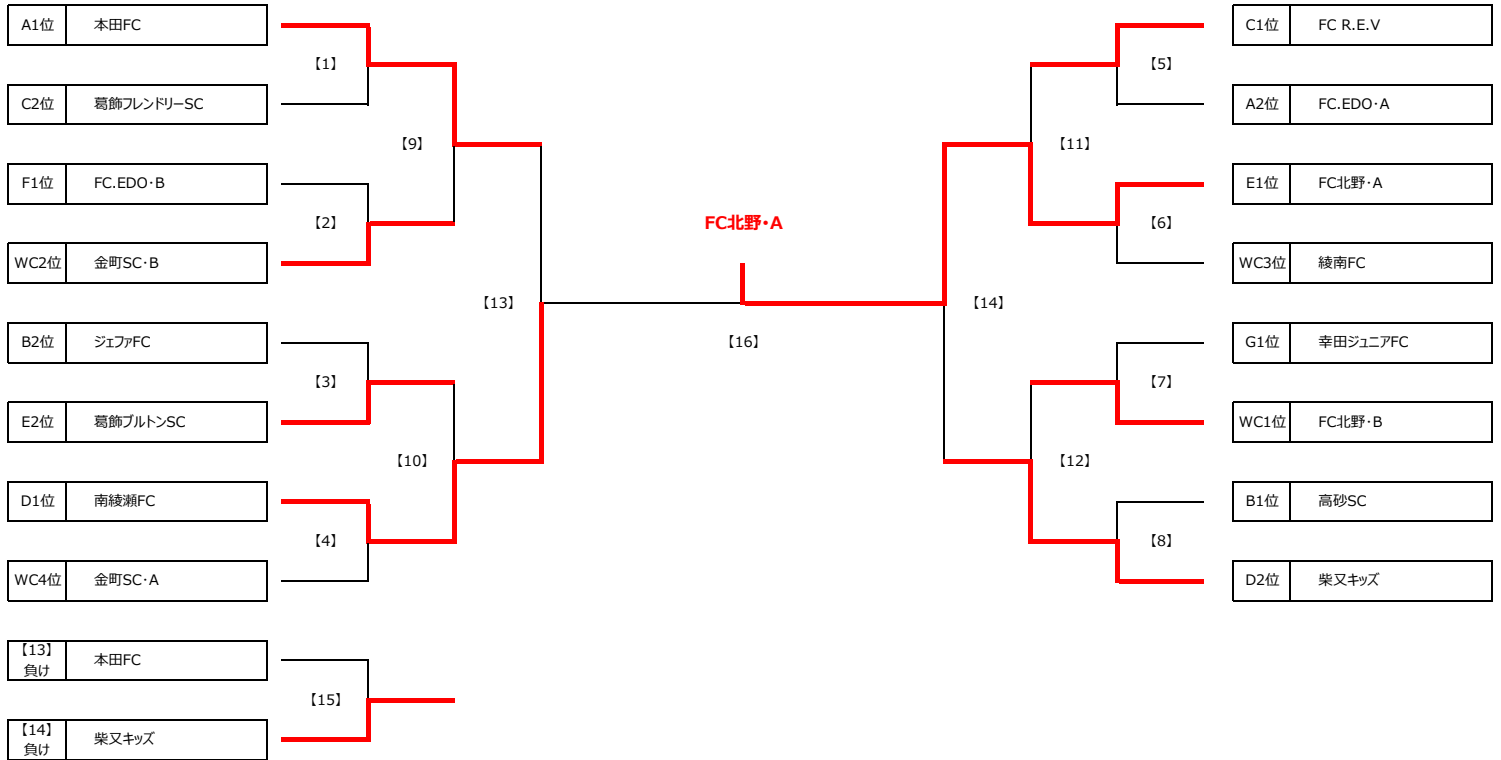 A1位 本田FC
【1】
C2位 葛飾フレンドリーSC
【9】
F1位 FC.EDO・B
【2】
WC2位 金町SC・B
【13】
B2位 ジェファFC
【3】
E2位 葛飾ブルトンSC
【10】
D1位 南綾瀬FC
【4】
WC4位 金町SC・A
【13】
負け
本田FC
【15】
【14】
負け
柴又キッズ
FC北野・A
【16】
C1位 FC R.E.V
【5】
A2位 FC.EDO・A
【11】
E1位 FC北野・A
【6】
WC3位 綾南FC
【14】
G1位 幸田ジュニアFC
【7】
WC1位 FC北野・B
【12】
B1位 高砂SC
【8】
D2位 柴又キッズ